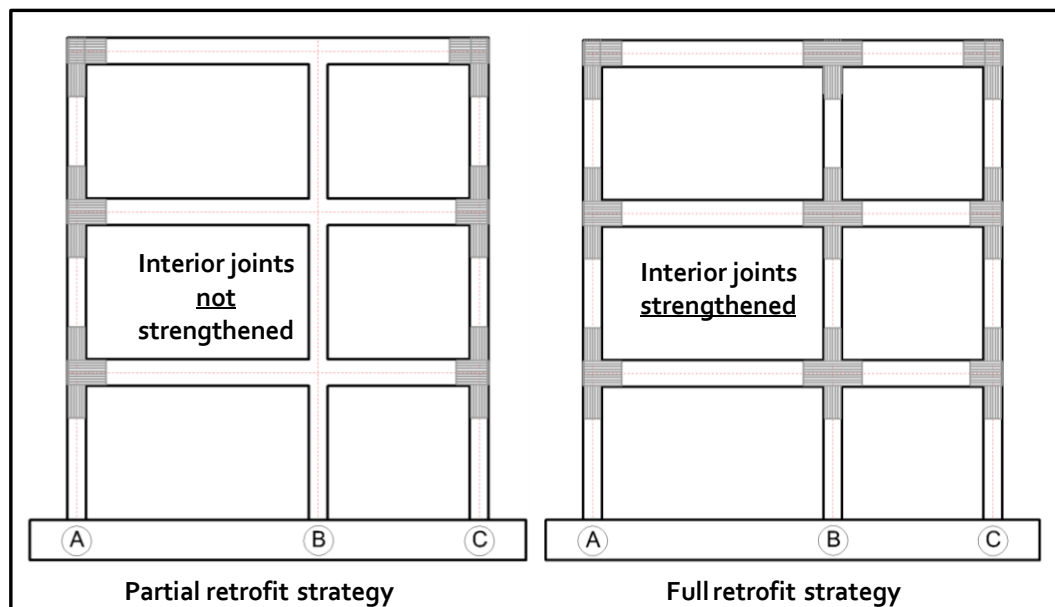 Interior joints
not
strengthened
A
B
C
Partial retrofit strategy
Interior joints
strengthened
A
B
C
Full retrofit strategy